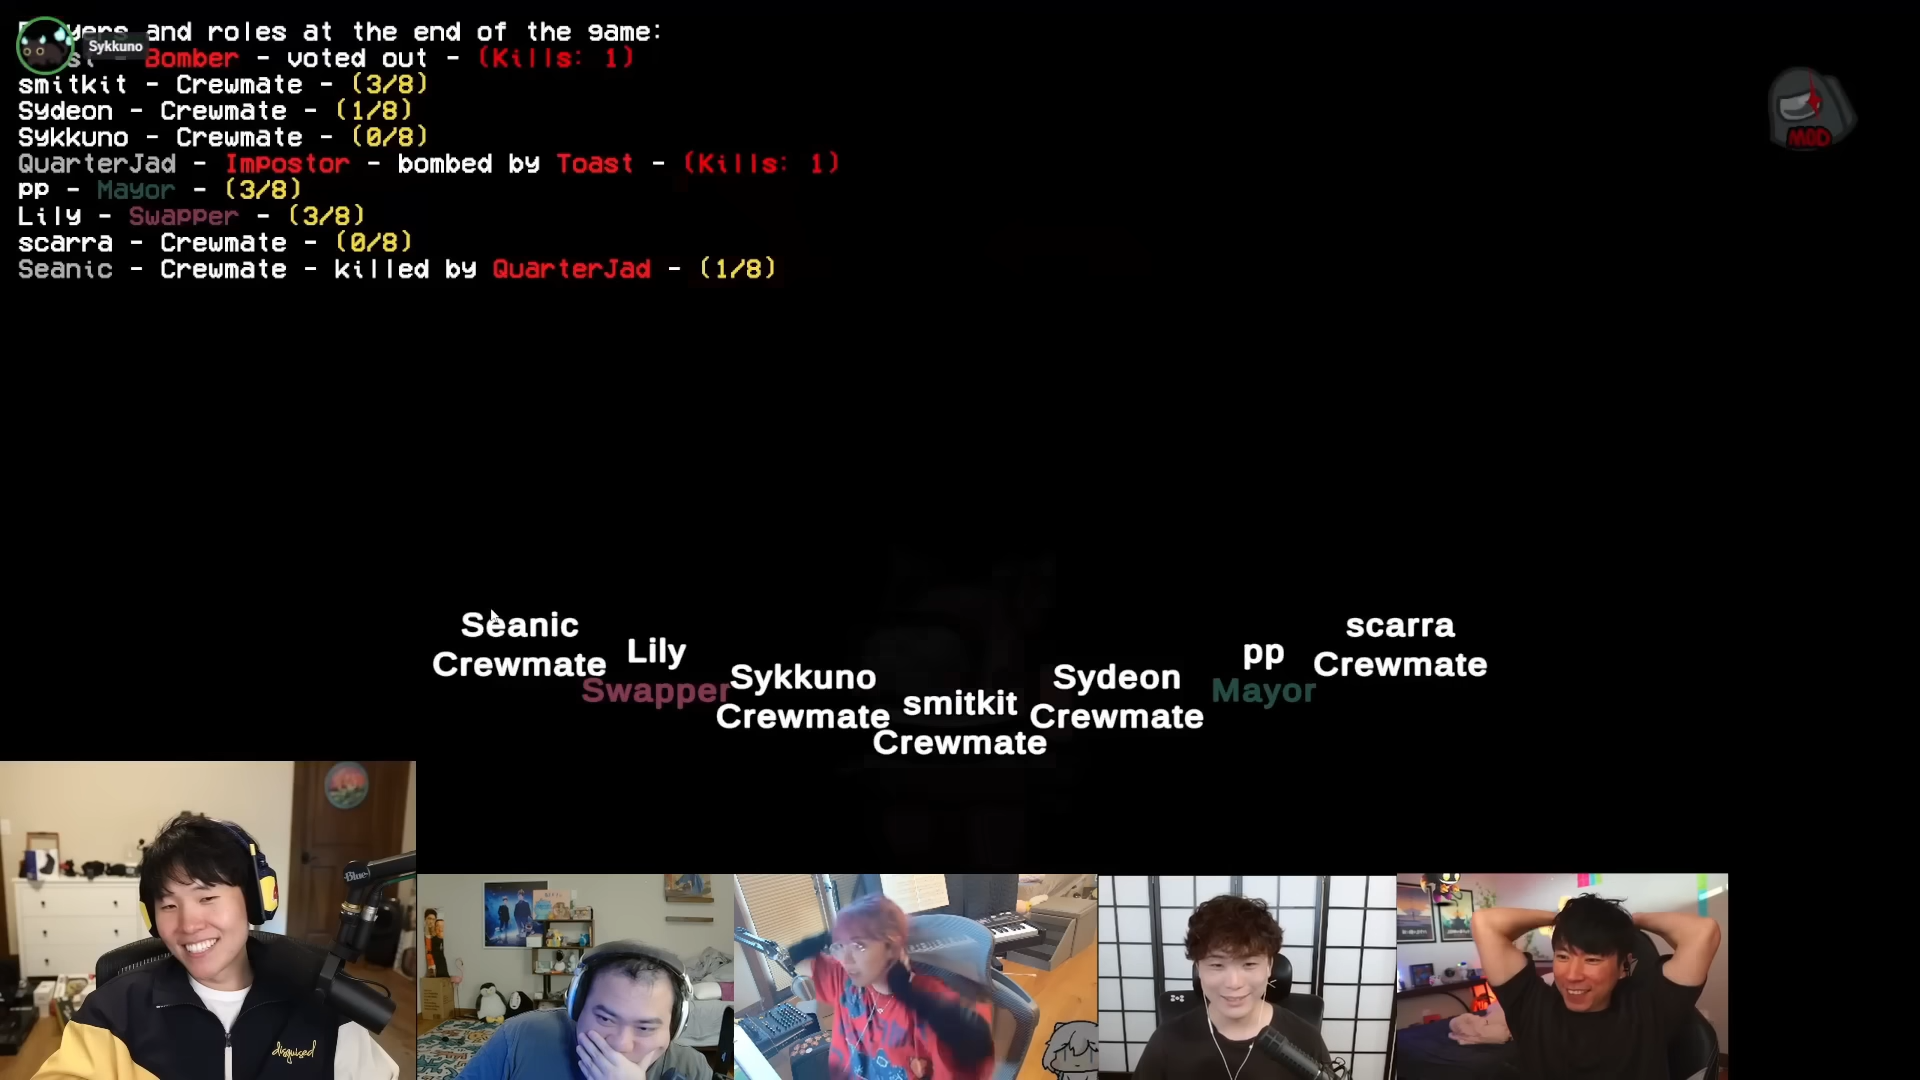 Players and roles at the end of the game:
Sykkuno
Bomber - voted out - (Kills: 1)
smitkit - Crewmate - (3/8)
Sydeon - Crewmate - (1/8)
Sykkuno - Crewmate - (0/8)
QuarterJad - Impostor - bombed by Toast - (Kills: 1)
pp - Mayor - (3/8)
Lily - Swapper - (3/8)
scarra - Crewmate - (0/8)
Seanic - Crewmate - killed by QuarterJad - (1/8)
MOD
Seanic
Crewmate
Lily
Swapper
Sykkuno
Crewmate
smitkit
Crewmate
Sydeon
Crewmate
pp
Mayor
scarra
Crewmate
Blue
disguised